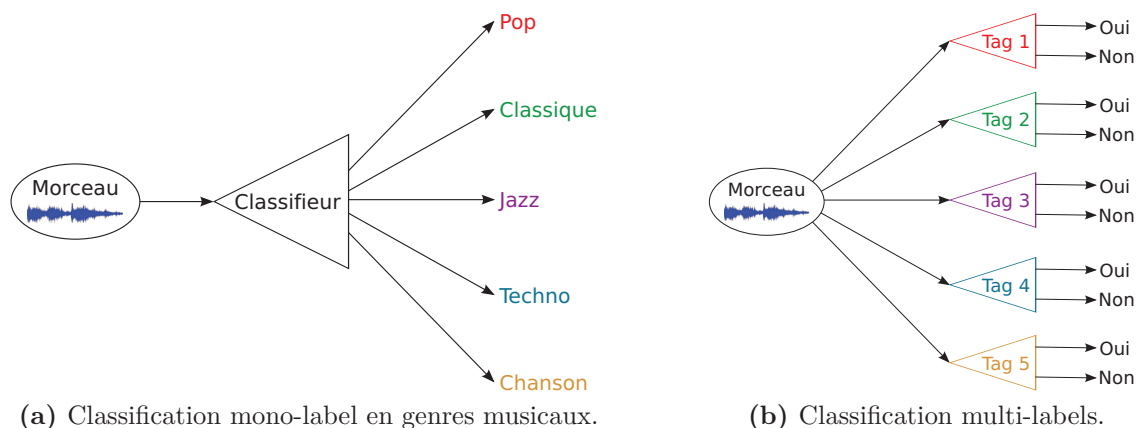 Pop
Classique
Morceau
Classifieur
Jazz
Techno
Chanson
(a) Classification mono-label en genres musicaux.
Morceau
Tag 1
Oui
Non
Tag 2
Oui
Non
Tag 3
Oui
Non
Tag 4
Oui
Non
Tag 5
Oui
Non
(b) Classification multi-labels.